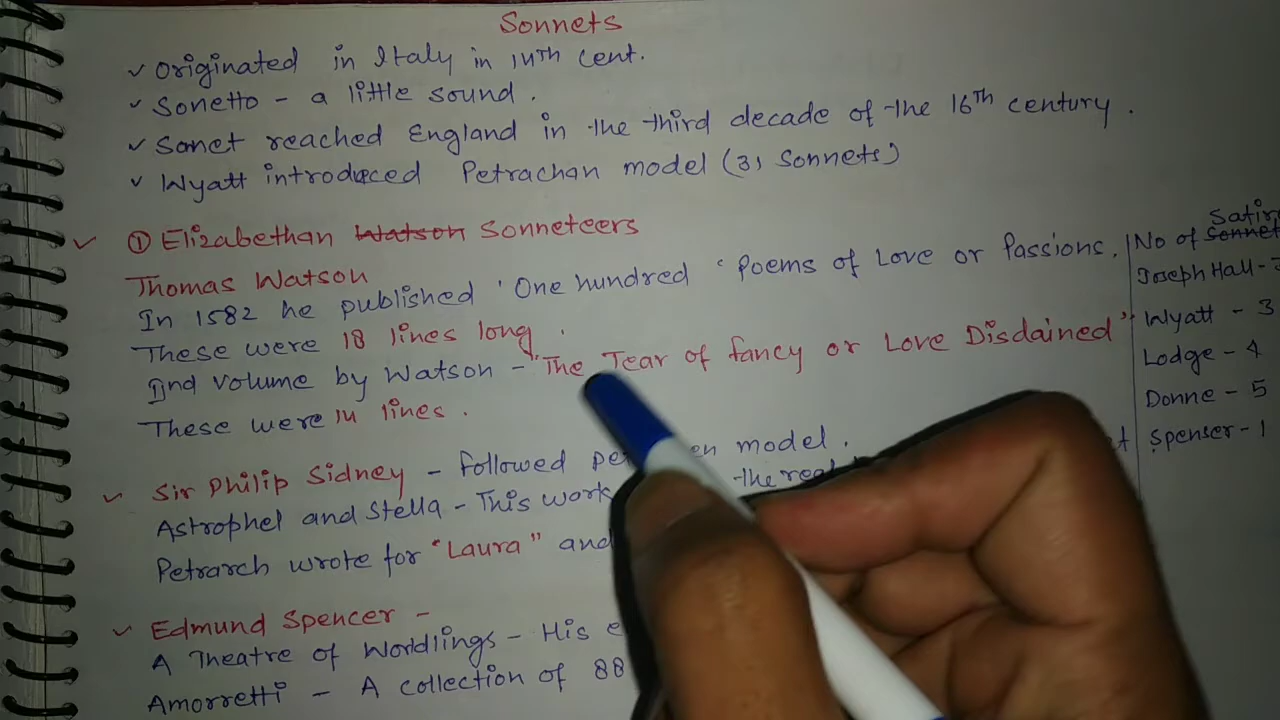 Sonnets
Originated in Italy in 14th cent.
Sonetto - a little sound.
Sonet reached England in the third decade of the 16th century.
Wyatt introduced Petrachan model (31 Sonnets)
① Elizabethan Watson Sonneteers
Thomas Watson
In 1582 he published 'One hundred ' Poems of Love or Passions.
These were 18 lines long.
IInd volume by Watson - "The Tear of fancy or Love Disdained"
These were 14 lines.
Sir Philip Sidney - Followed model.
Astrophel and Stella - This work the
Petrarch wrote for "Laura" and
Edmund Spencer -
A Theatre of Worldlings - His
Amorretti - A collection of 88
Satire
No of Sonnet
Joseph Hall -
Wyatt - 3
Lodge - 4
Donne - 5
Spenser - 1